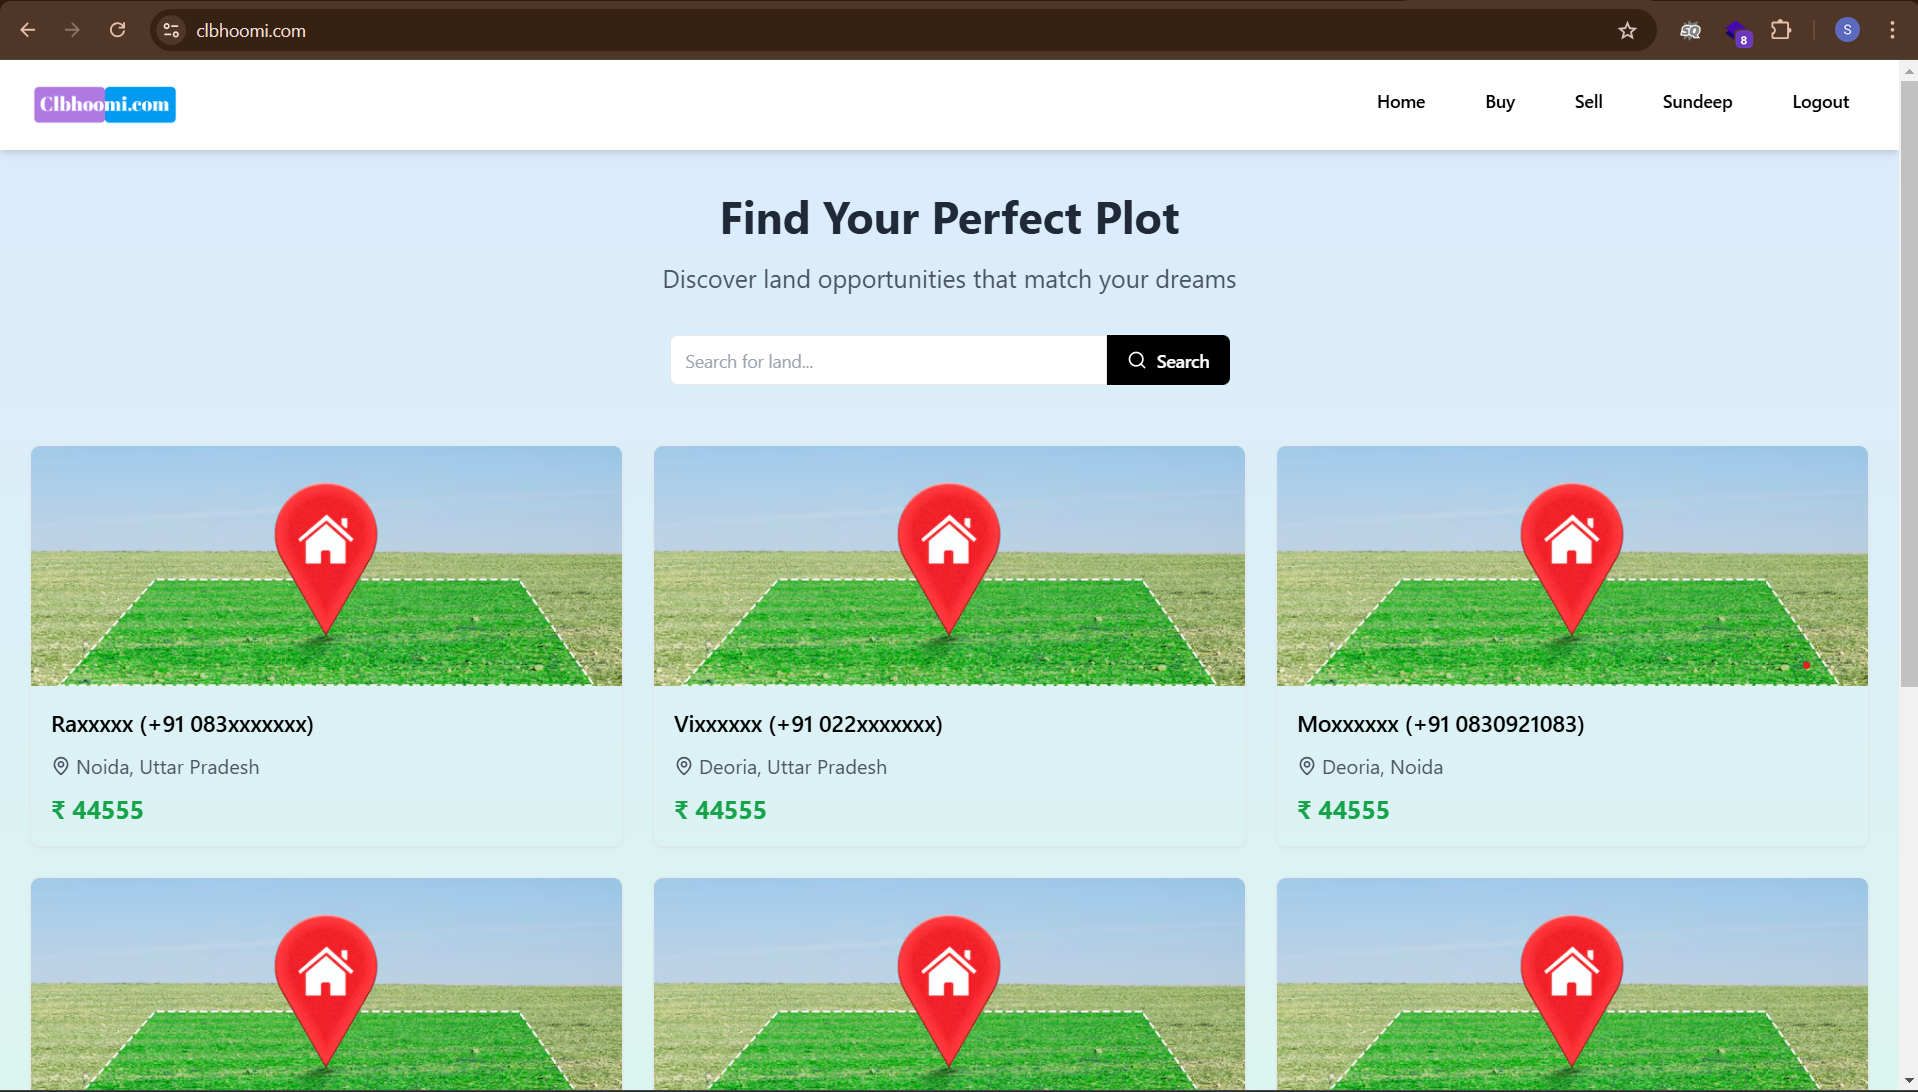 clbhoomi.com
8
S
Clbhoomi.com
Home
Buy
Sell
Sundeep
Logout
Find Your Perfect Plot
Discover land opportunities that match your dreams
Search for land...
Search
Raxxxxx (+91 083xxxxxxx)
Vixxxxxx (+91 022xxxxxxx)
Moxxxxxx (+91 0830921083)
Noida, Uttar Pradesh
Deoria, Uttar Pradesh
Deoria, Noida
₹ 44555
₹ 44555
₹ 44555